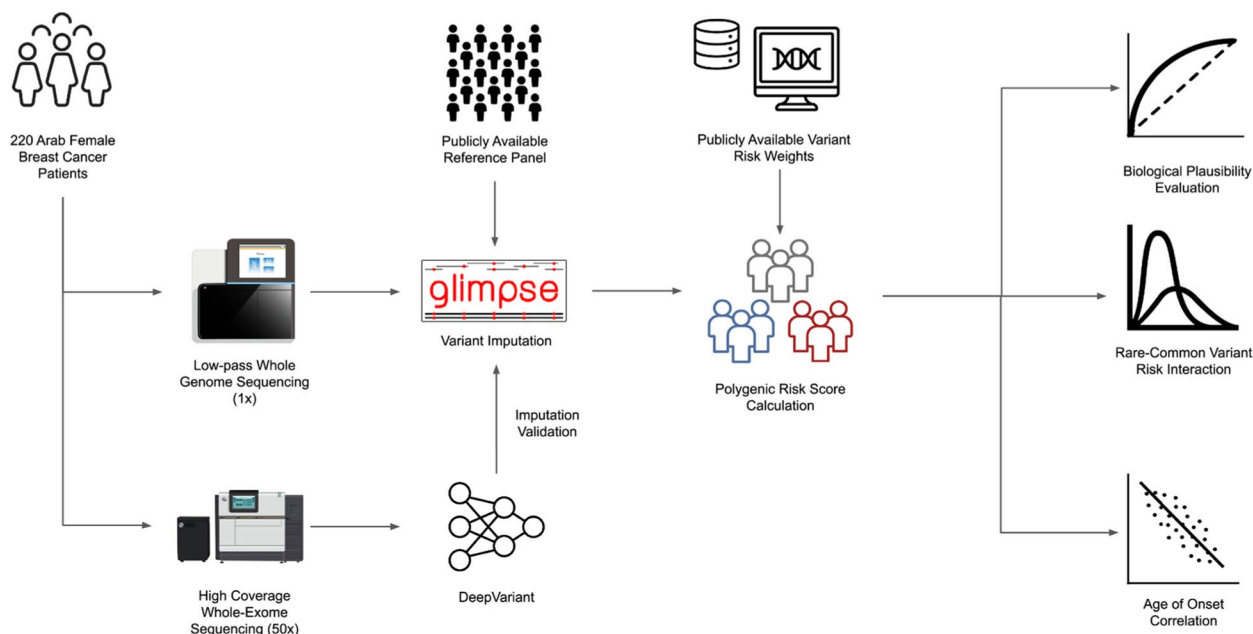 220 Arab Female
Breast Cancer
Patients
Publicly Available
Reference Panel
Publicly Available Variant
Risk Weights
Biological Plausibility
Evaluation
glimpse
Variant Imputation
Low-pass Whole
Genome Sequencing
(1x)
Polygenic Risk Score
Calculation
Rare-Common Variant
Risk Interaction
Imputation
Validation
High Coverage
Whole-Exome
Sequencing (50x)
DeepVariant
Age of Onset
Correlation